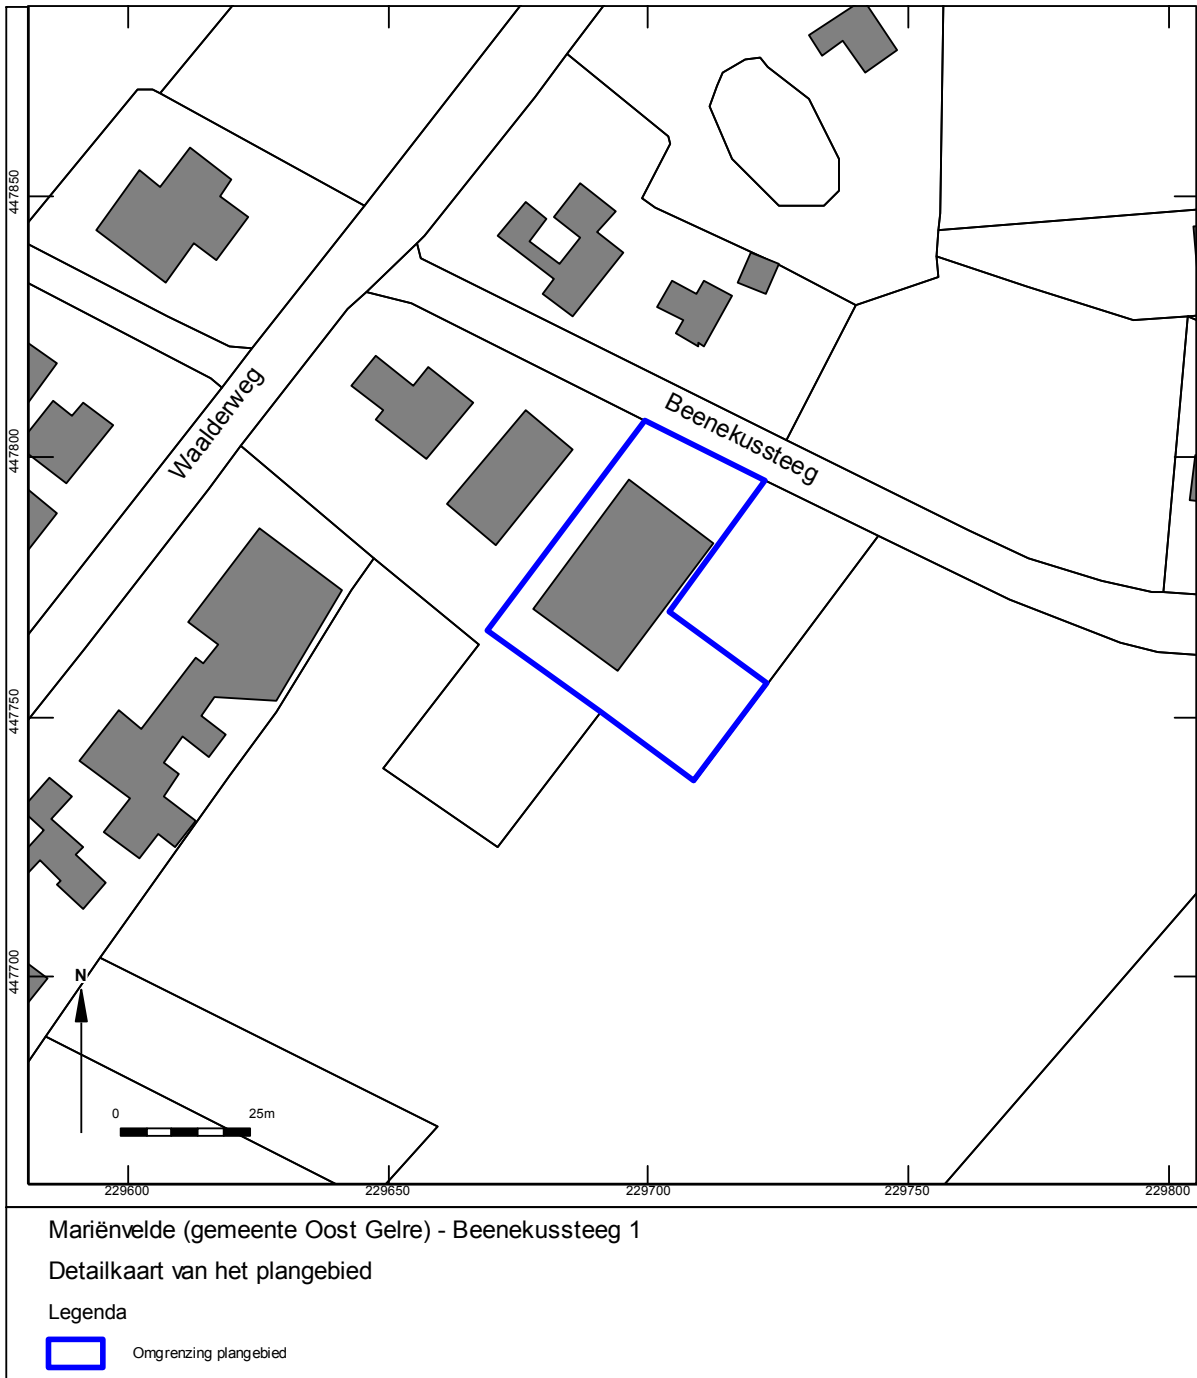 447850
447800
447750
447700
Waalderweg
Beenekussteeg
N
0 25m
229600 229650 229700 229750 229800
Mariënvelde (gemeente Oost Gelre) - Beenekussteeg 1
Detailkaart van het plangebied
Legenda
Omgrenzing plangebied